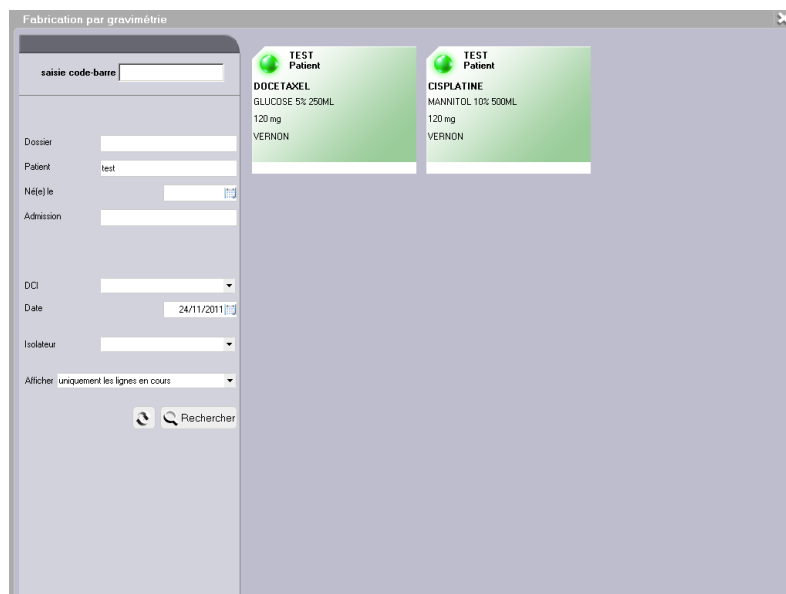 Fabrication par gravimétrie
saisie code-barre
Dossier
Patient test
Né(e) le
Admission
DCI
Date 24/11/2011
Isolateur
Afficher uniquement les lignes en cours
Rechercher
TEST
Patient
DOCETAXEL
GLUCOSE 5% 250ML
120 mg
VERNON
TEST
Patient
CISPLATINE
MANNITOL 10% 500ML
120 mg
VERNON